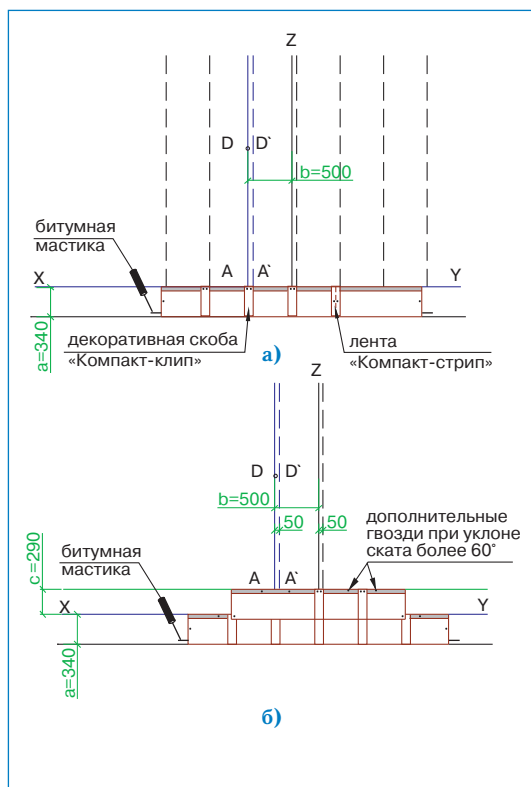 Z
D D`
b=500
битумная
мастика
X A A` Y
a=340
декоративная скоба
«Компакт-клип»
лента
«Компакт-стрип»
а)
Z
D D`
b=500
50 50
дополнительные
гвозди при уклоне
ската более 60°
битумная
мастика
c=290
A A`
X Y
a=340
б)